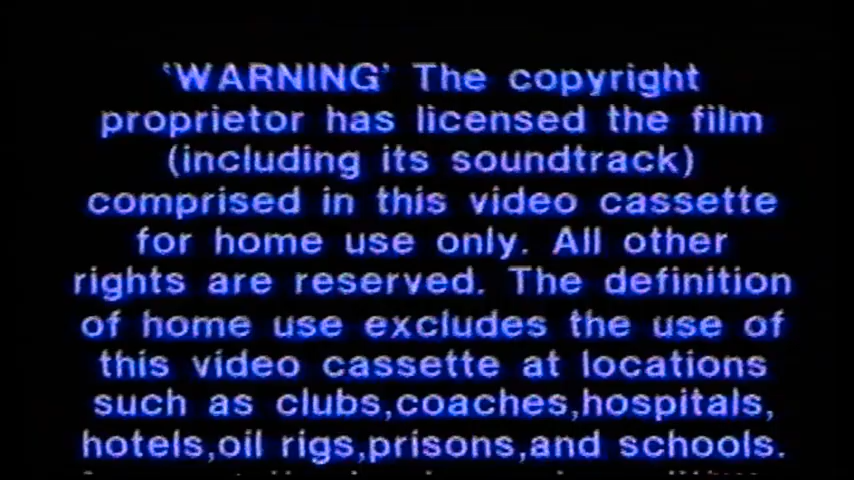 'WARNING' The copyright
proprietor has licensed the film
(including its soundtrack)
comprised in this video cassette
for home use only. All other
rights are reserved. The definition
of home use excludes the use of
this video cassette at locations
such as clubs,coaches,hospitals,
hotels,oil rigs,prisons,and schools.